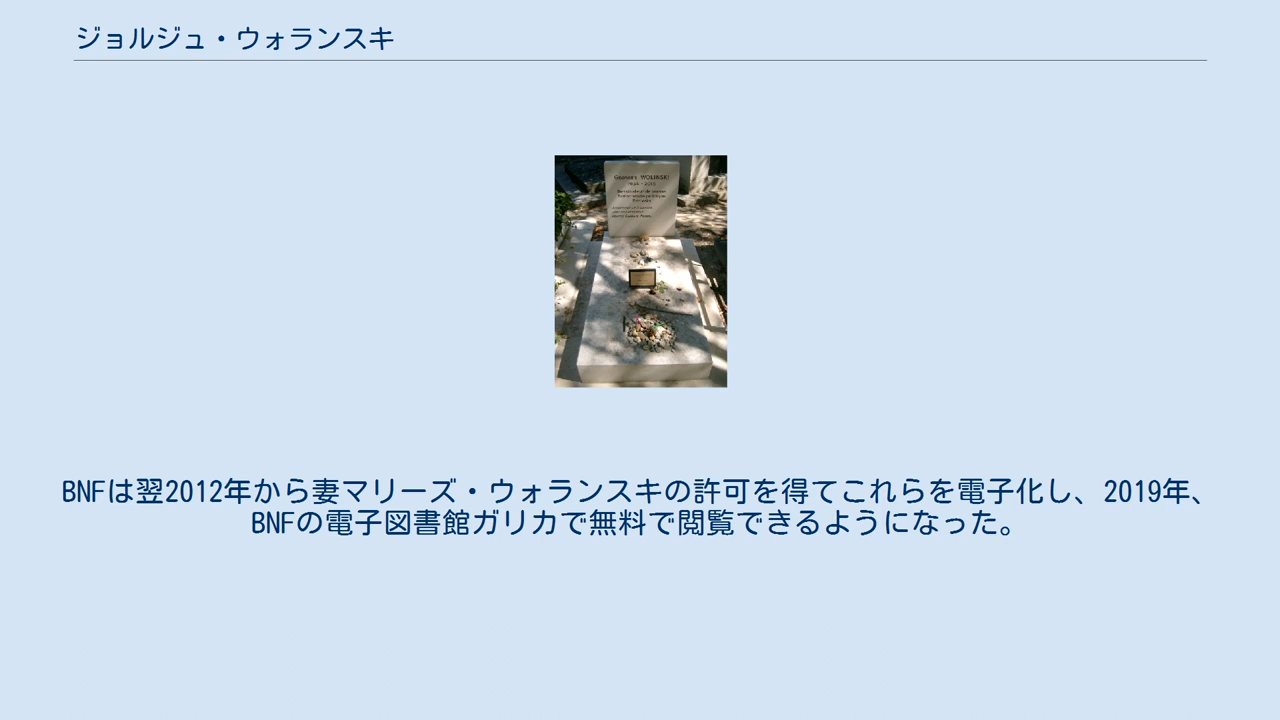 ジョルジュ・ウォランスキ
Georges WOLINSKI
BNFは翌2012年から妻マリーズ・ウォランスキの許可を得てこれらを電子化し、2019年、
BNFの電子図書館ガリカで無料で閲覧できるようになった。